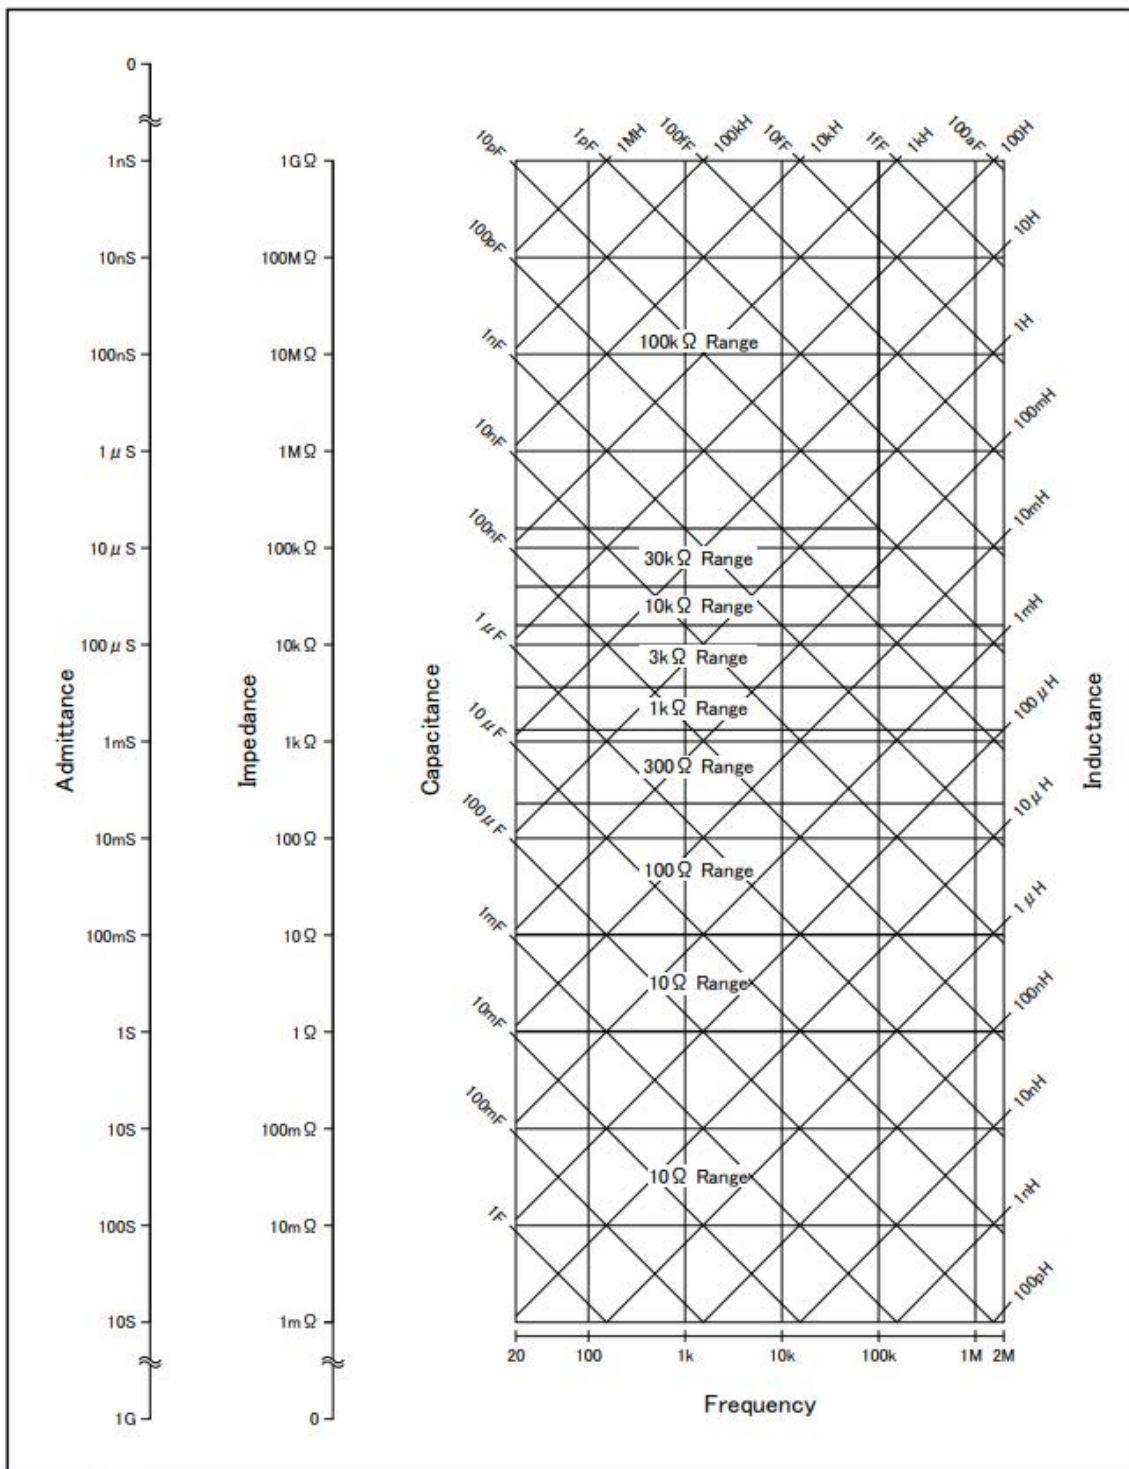 0
1nS
10nS
100nS
1μS
10μS
100μS
1mS
10mS
100mS
1S
10S
100S
10S
1G
Admittance
1GΩ
100MΩ
10MΩ
1MΩ
100kΩ
10kΩ
1kΩ
100Ω
10Ω
1Ω
100mΩ
10mΩ
1mΩ
0
Impedance
10pF
100pF
1nF
10nF
100nF
1μF
10μF
100μF
1mF
10mF
100mF
1F
Capacitance
1pF
1MH
100fF
100kH
10fF
10kH
1fF
1kH
100aF
100H
100kΩ Range
30kΩ Range
10kΩ Range
3kΩ Range
1kΩ Range
300Ω Range
100Ω Range
10Ω Range
10Ω Range
10H
1H
100mH
10mH
1mH
100μH
10μH
1μH
100nH
10nH
1nH
100pH
Inductance
20 100 1k 10k 100k 1M 2M
Frequency